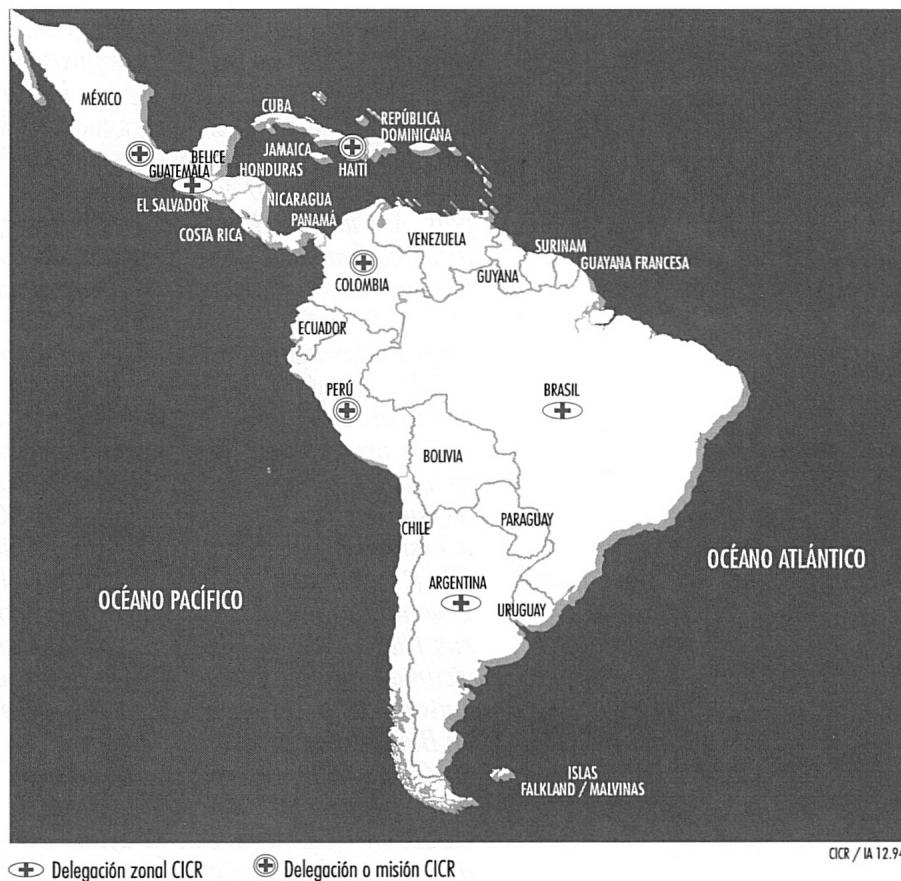 MÉXICO
CUBA
REPÚBLICA
DOMINICANA
JAMAICA
HAITÍ
BELICE
GUATEMALA
HONDURAS
EL SALVADOR
NICARAGUA
PANAMÁ
COSTA RICA
VENEZUELA
SURINAM
GUAYANA FRANCESA
GUYANA
COLOMBIA
ECUADOR
PERÚ
BRASIL
BOLIVIA
CHILE
PARAGUAY
OCÉANO ATLÁNTICO
OCÉANO PACÍFICO
ARGENTINA
URUGUAY
ISLAS
FALKLAND / MALVINAS
CICR / IA 12.94
Delegación zonal CICR
Delegación o misión CICR